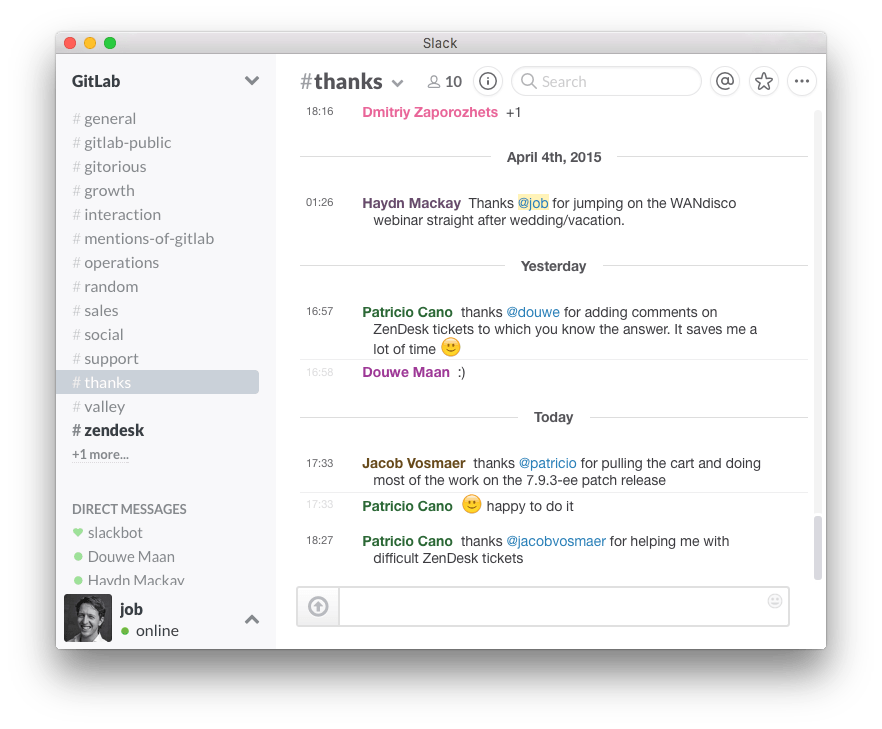 Slack
GitLab
# general
# gitlab-public
# gitorious
# growth
# interaction
# mentions-of-gitlab
# operations
# random
# sales
# social
# support
# thanks
# valley
# zendesk
+1 more...
DIRECT MESSAGES
slackbot
Douwe Maan
Haydn Mackay
job
online
#thanks
10
Search
18:16 Dmitriy Zaporozhets +1
April 4th, 2015
01:26 Haydn Mackay Thanks @job for jumping on the WANdisco
webinar straight after wedding/vacation.
Yesterday
16:57 Patricio Cano thanks @douwe for adding comments on
ZenDesk tickets to which you know the answer. It saves me a
lot of time
16:58 Douwe Maan :)
Today
17:33 Jacob Vosmaer thanks @patricio for pulling the cart and doing
most of the work on the 7.9.3-ee patch release
17:33 Patricio Cano happy to do it
18:27 Patricio Cano thanks @jacobvosmaer for helping me with
difficult ZenDesk tickets